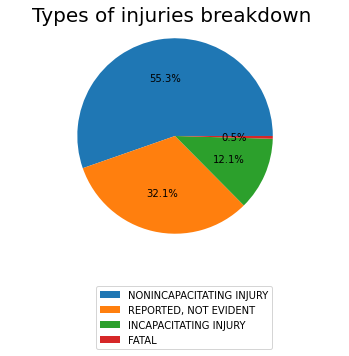 Types of injuries breakdown
55.3%
0.5%
12.1%
32.1%
NONINCAPACITATING INJURY
REPORTED, NOT EVIDENT
INCAPACITATING INJURY
FATAL